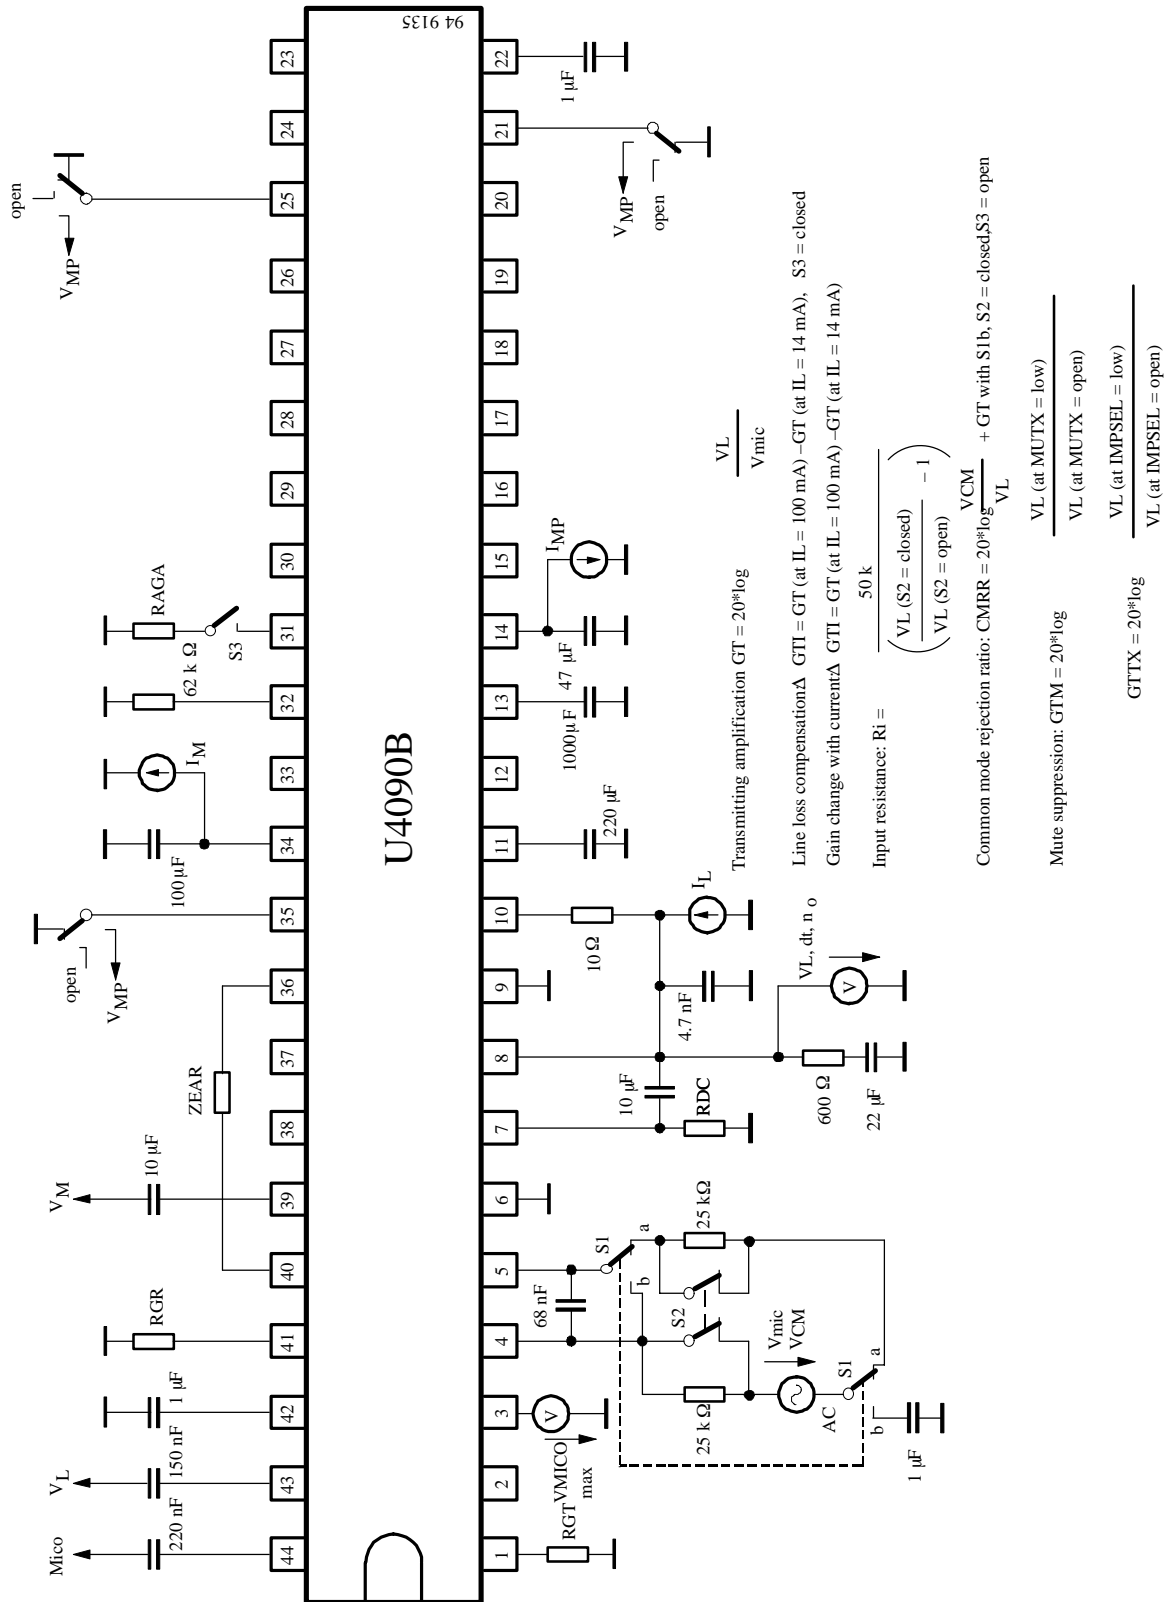 94 9135
U4090B
44
43
42
41
40
39
38
37
36
35
34
33
32
31
30
29
28
27
26
25
24
23
1
2
3
4
5
6
7
8
9
10
11
12
13
14
15
16
17
18
19
20
21
22
Mico
220 nF
VL
150 nF
1 µF
RGR
VM
10 µF
ZEAR
open
VMP
100µF
IM
62 k Ω
RAGA
S3
VMP
open
RGT
VMICO
max
V
68 nF
S1
a
b
S2
25 k Ω
25 kΩ
Vmic
VCM
AC
S1
a
b
1 µF
10 µF
RDC
4.7 nF
10 Ω
IL
600 Ω
22 µF
VL, dt, n o
V
220 µF
1000µF
47 µF
IMP
VMP
open
1 µF
Transmitting amplification GT = 20*log VL
Vmic
Line loss compensationΔ GTI = GT (at IL = 100 mA) –GT (at IL = 14 mA), S3 = closed
Gain change with currentΔ GTI = GT (at IL = 100 mA) –GT (at IL = 14 mA)
Input resistance: Ri =
50 k
( VL (S2 = closed)
VL (S2 = open) – 1 )
Common mode rejection ratio: CMRR = 20*log VCM
VL + GT with S1b, S2 = closed,S3 = open
Mute suppression: GTM = 20*log VL (at MUTX = low)
VL (at MUTX = open)
GTTX = 20*log VL (at IMPSEL = low)
VL (at IMPSEL = open)